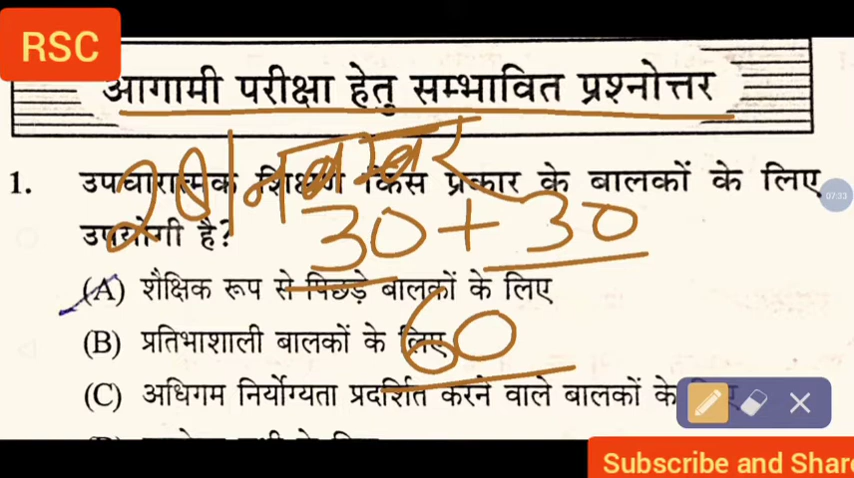 RSC
आगामी परीक्षा हेतु सम्भावित प्रश्नोत्तर
1. उपचारात्मक शिक्षण किस प्रकार के बालकों के लिए
उपयोगी है?
20 नवम्बर
30 + 30
(A) शैक्षिक रूप से पिछड़े बालकों के लिए
60
(B) प्रतिभाशाली बालकों के लिए
(C) अधिगम निर्योग्यता प्रदर्शित करने वाले बालकों के लिए
07:33
Subscribe and Share